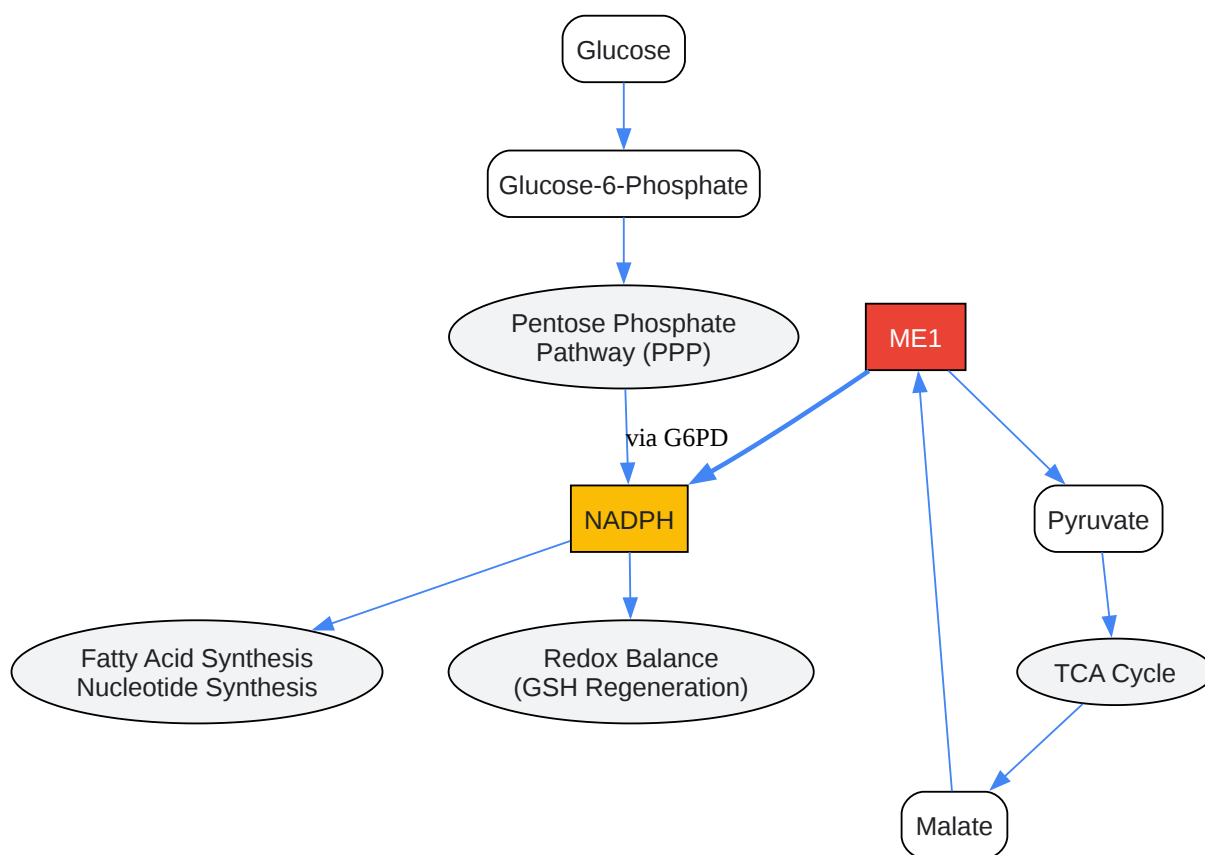 Glucose
Glucose-6-Phosphate
Pentose Phosphate
Pathway (PPP)
ME1
via G6PD
NADPH
Pyruvate
Fatty Acid Synthesis
Nucleotide Synthesis
Redox Balance
(GSH Regeneration)
TCA Cycle
Malate